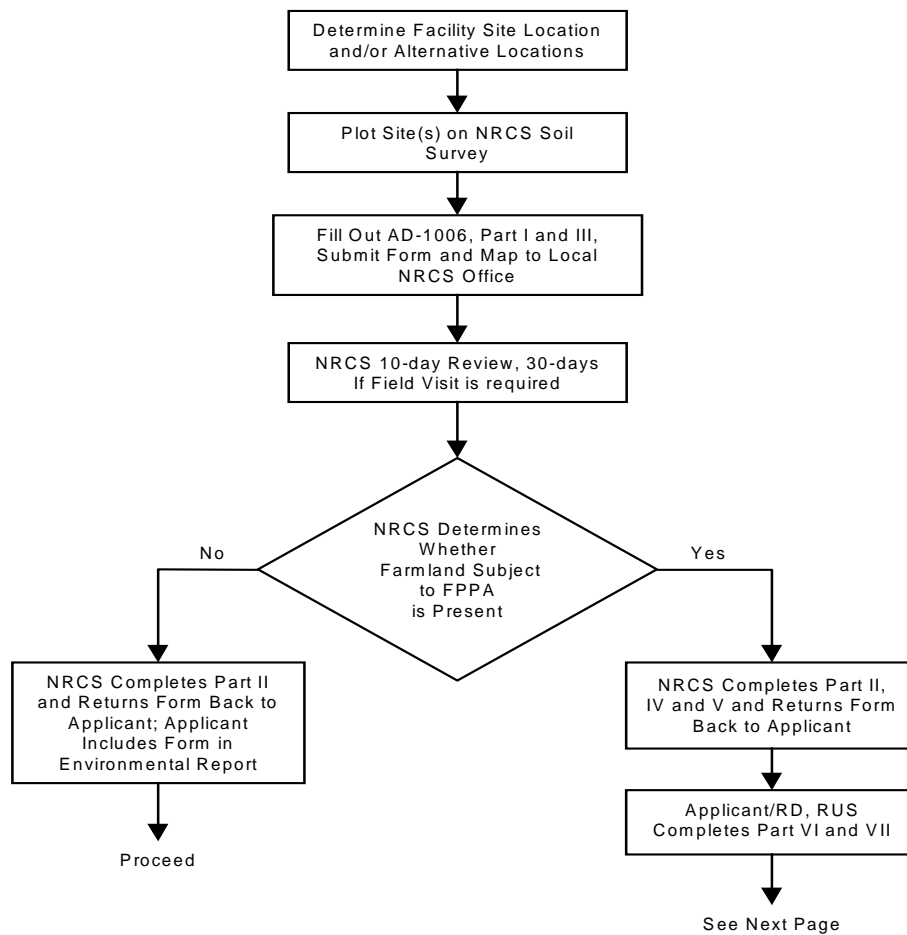 Determine Facility Site Location
and/or Alternative Locations
Plot Site(s) on NRCS Soil
Survey
Fill Out AD-1006, Part I and III,
Submit Form and Map to Local
NRCS Office
NRCS 10-day Review, 30-days
If Field Visit is required
NRCS Determines
Whether
Farmland Subject
to FPPA
is Present
No
Yes
NRCS Completes Part II
and Returns Form Back to
Applicant; Applicant
Includes Form in
Environmental Report
NRCS Completes Part II,
IV and V and Returns Form
Back to Applicant
Applicant/RD, RUS
Completes Part VI and VII
Proceed
See Next Page